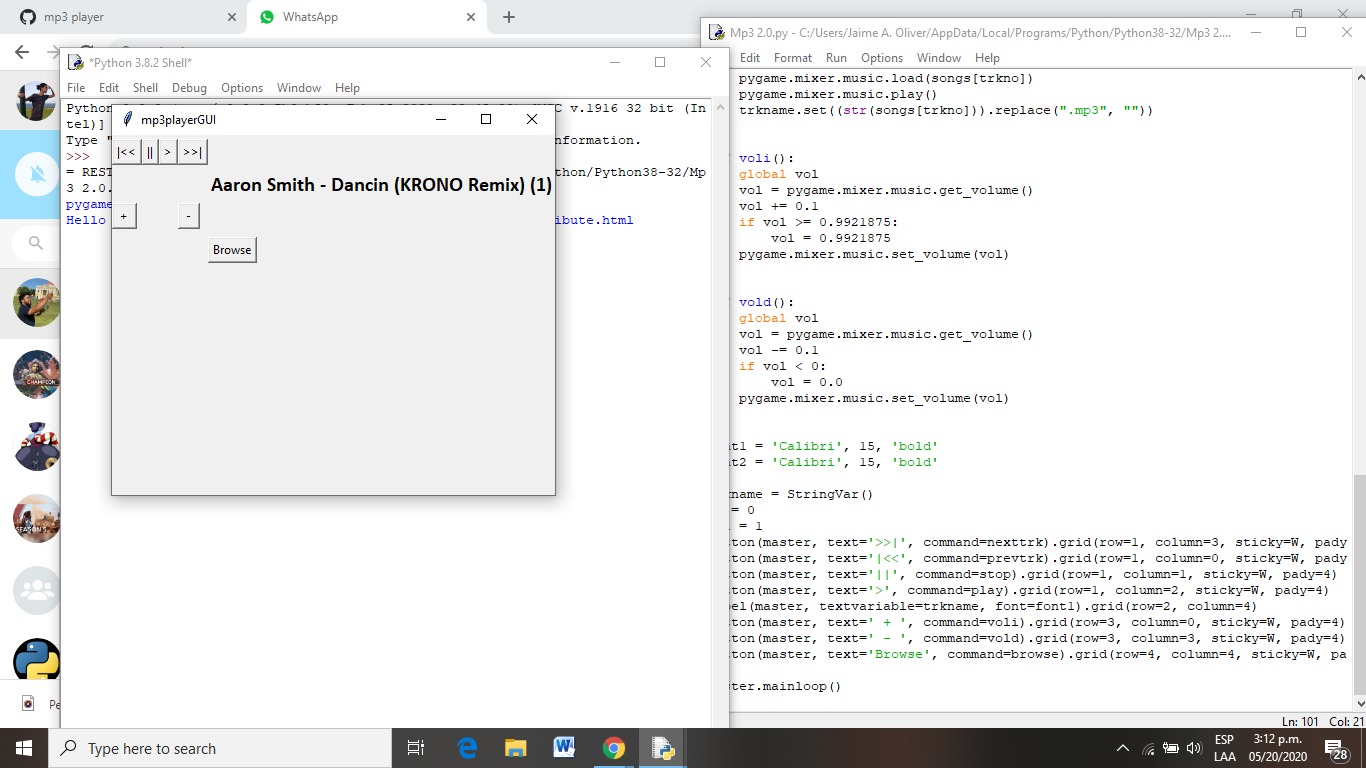 mp3 player
WhatsApp
*Python 3.8.2 Shell*
File Edit Shell Debug Options Window Help
Python
v.1916 32 bit (In
tel)]
Type "
nformation.
>>>
= REST
thon/Python38-32/Mp
3 2.0.
pygame
Hello
ibute.html
mp3playerGUI
|<< || > >>|
Aaron Smith - Dancin (KRONO Remix) (1)
+ -
Browse
Mp3 2.0.py - C:/Users/Jaime A. Oliver/AppData/Local/Programs/Python/Python38-32/Mp3 2....
Edit Format Run Options Window Help
pygame.mixer.music.load(songs[trkno])
pygame.mixer.music.play()
trkname.set((str(songs[trkno])).replace(".mp3", ""))
voli():
global vol
vol = pygame.mixer.music.get_volume()
vol += 0.1
if vol >= 0.9921875:
vol = 0.9921875
pygame.mixer.music.set_volume(vol)
vold():
global vol
vol = pygame.mixer.music.get_volume()
vol -= 0.1
if vol < 0:
vol = 0.0
pygame.mixer.music.set_volume(vol)
nt1 = 'Calibri', 15, 'bold'
nt2 = 'Calibri', 15, 'bold'
kname = StringVar()
= 0
l = 1
ton(master, text='>>|', command=nexttrk).grid(row=1, column=3, sticky=W, pady
ton(master, text='|<<', command=prevtrk).grid(row=1, column=0, sticky=W, pady
ton(master, text='||', command=stop).grid(row=1, column=1, sticky=W, pady=4)
ton(master, text='>', command=play).grid(row=1, column=2, sticky=W, pady=4)
bel(master, textvariable=trkname, font=font1).grid(row=2, column=4)
ton(master, text=' + ', command=voli).grid(row=3, column=0, sticky=W, pady=4)
ton(master, text=' - ', command=vold).grid(row=3, column=3, sticky=W, pady=4)
ton(master, text='Browse', command=browse).grid(row=4, column=4, sticky=W, pa
ster.mainloop()
Ln: 101 Col: 21
CHAMPION
SEASON 5
Pe
Type here to search
ESP
LAA
3:12 p.m.
05/20/2020
28